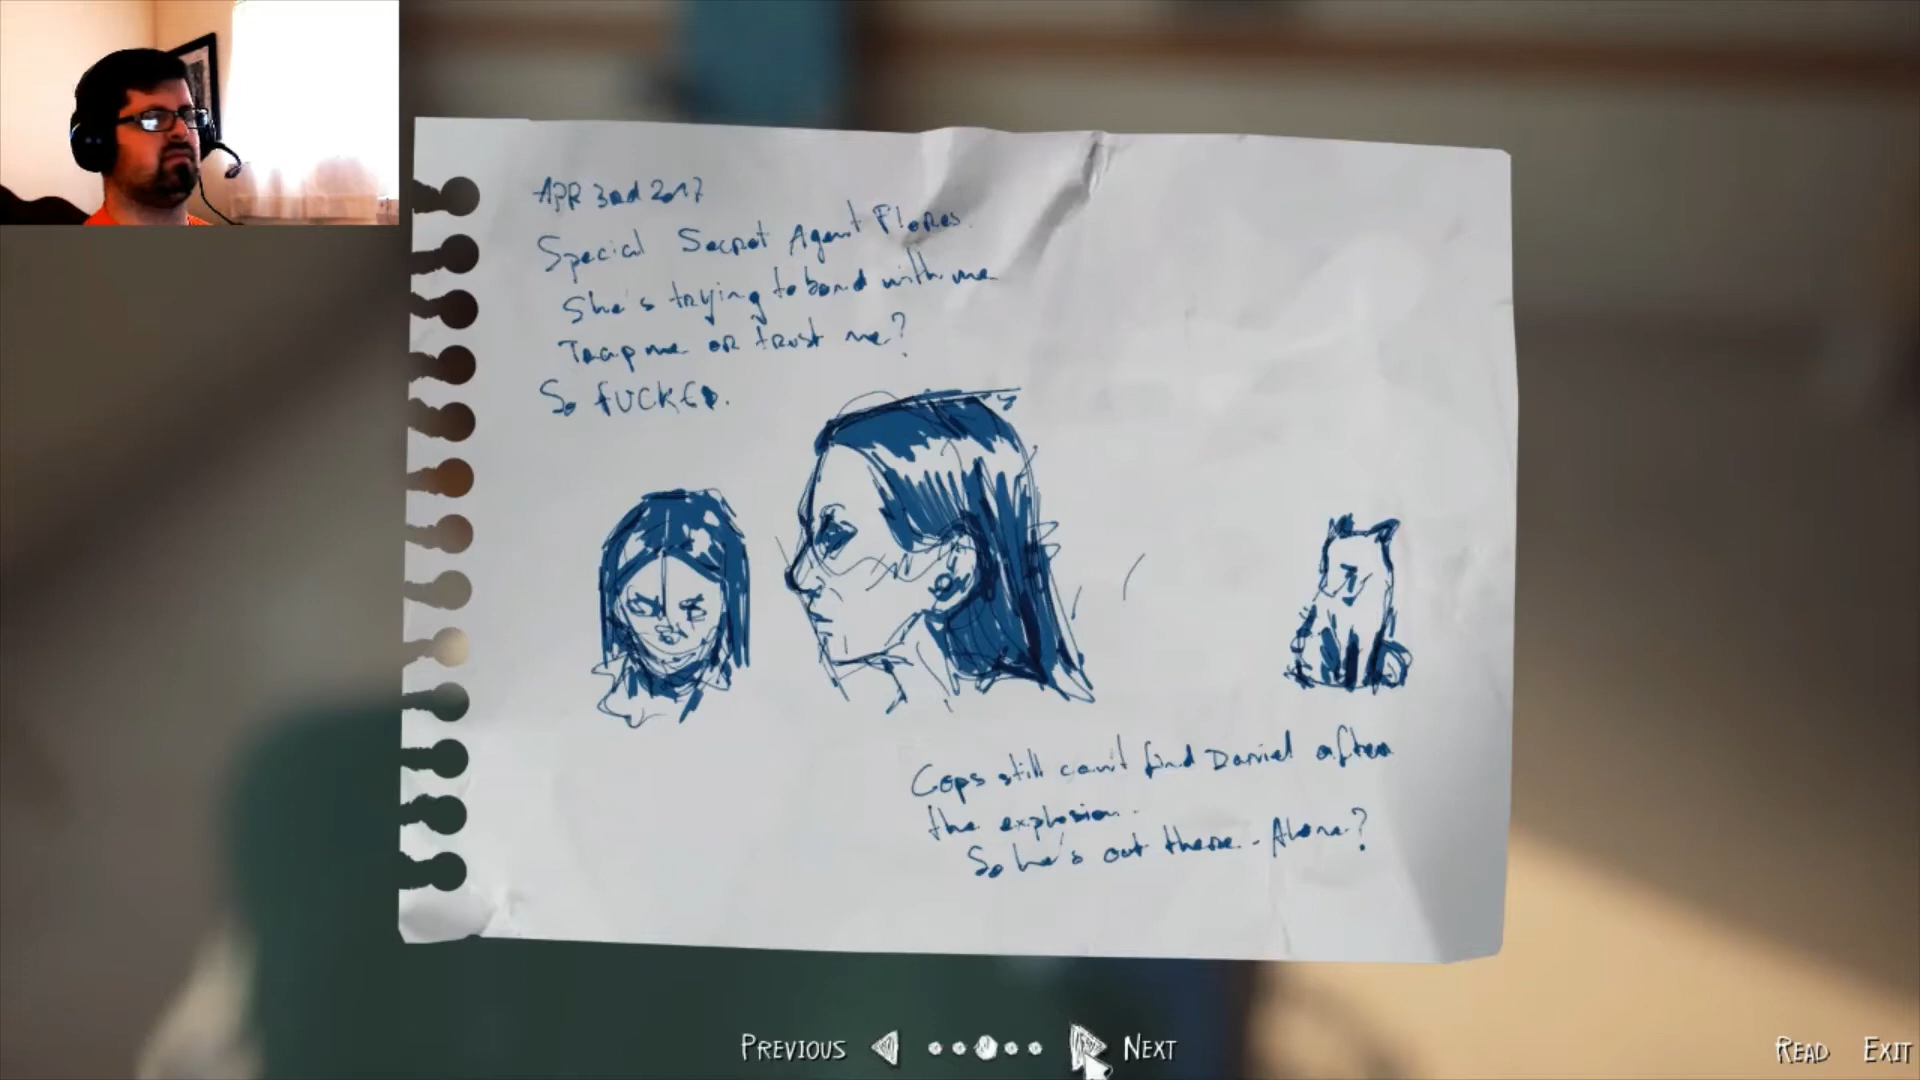 APR 3rd 2017
Special Secret Agent Flores.
She's trying to bond with me
Trap me or trust me?
So fUCKED.
Cops still can't find Daniel after
the explosion.
So he's out there. Alone?
PREVIOUS NEXT
READ EXIT